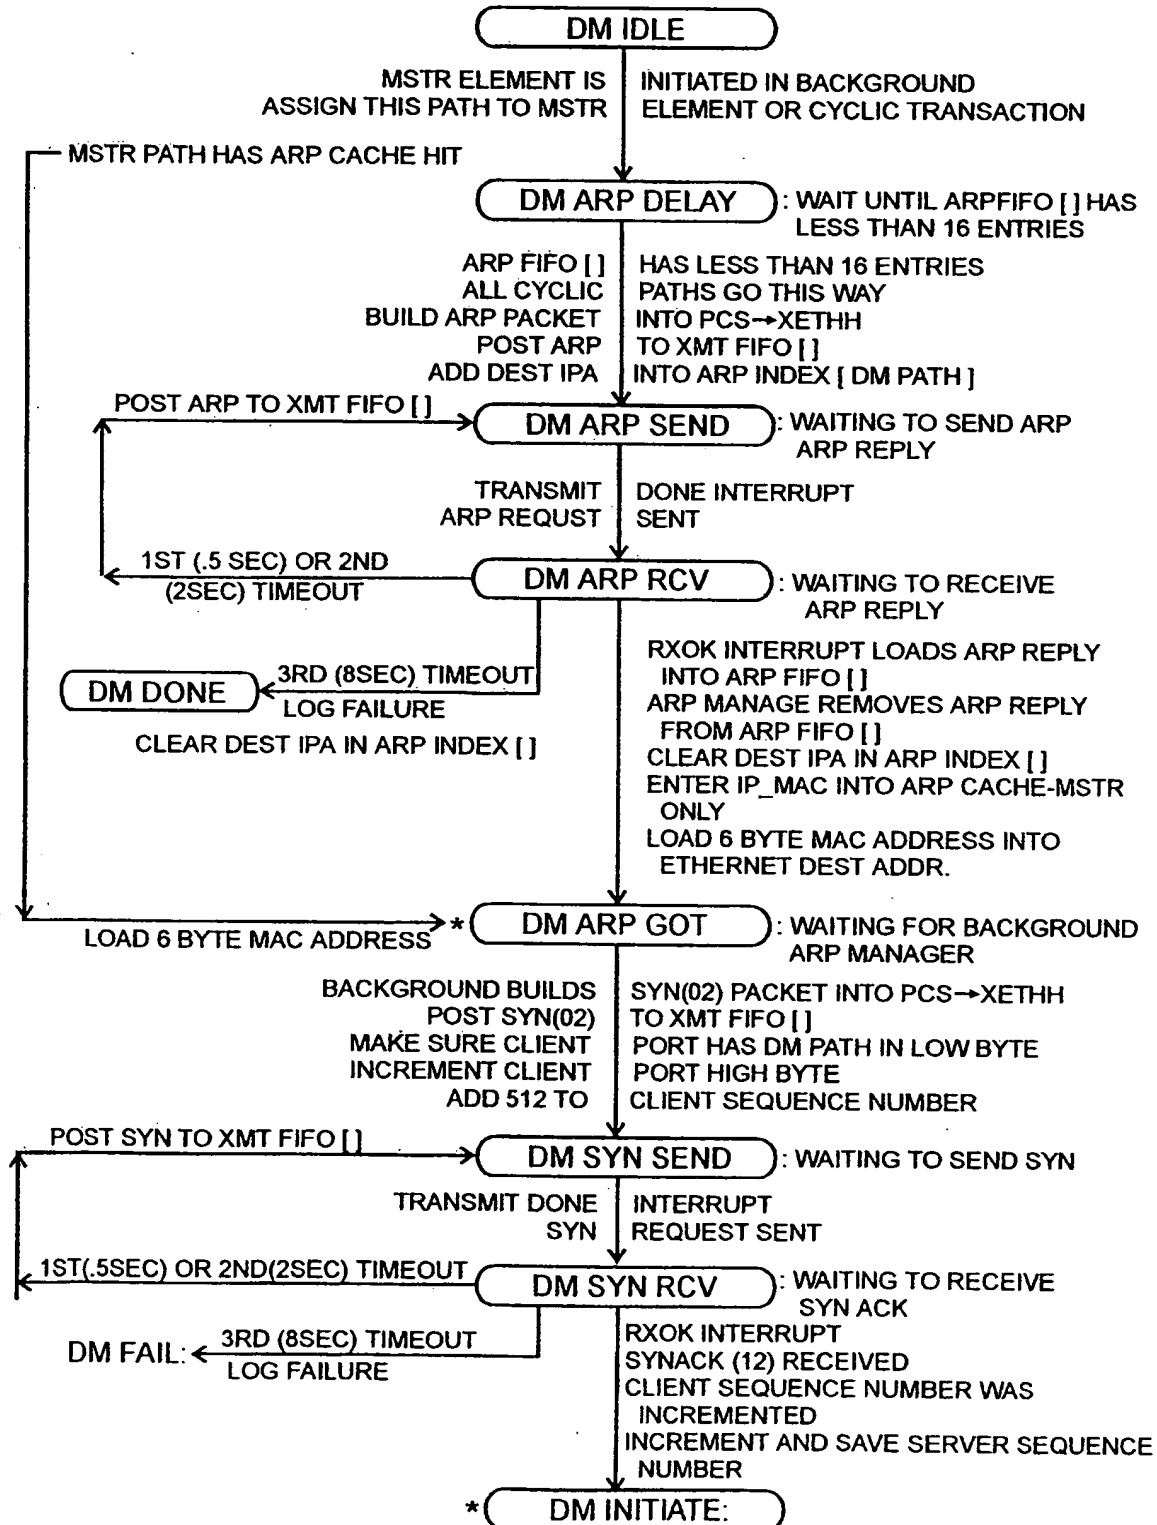 DM IDLE
MSTR ELEMENT IS INITIATED IN BACKGROUND
ASSIGN THIS PATH TO MSTR ELEMENT OR CYCLIC TRANSACTION
MSTR PATH HAS ARP CACHE HIT
DM ARP DELAY : WAIT UNTIL ARPFIFO [ ] HAS
LESS THAN 16 ENTRIES
ARP FIFO [ ] HAS LESS THAN 16 ENTRIES
ALL CYCLIC PATHS GO THIS WAY
BUILD ARP PACKET INTO PCS→XETHH
POST ARP TO XMT FIFO [ ]
ADD DEST IPA INTO ARP INDEX [ DM PATH ]
POST ARP TO XMT FIFO [ ]
DM ARP SEND : WAITING TO SEND ARP
ARP REPLY
TRANSMIT DONE INTERRUPT
ARP REQUST SENT
1ST (.5 SEC) OR 2ND
(2SEC) TIMEOUT
DM ARP RCV : WAITING TO RECEIVE
ARP REPLY
RXOK INTERRUPT LOADS ARP REPLY
INTO ARP FIFO [ ]
ARP MANAGE REMOVES ARP REPLY
FROM ARP FIFO [ ]
CLEAR DEST IPA IN ARP INDEX [ ]
ENTER IP_MAC INTO ARP CACHE-MSTR
ONLY
LOAD 6 BYTE MAC ADDRESS INTO
ETHERNET DEST ADDR.
3RD (8SEC) TIMEOUT
DM DONE
LOG FAILURE
CLEAR DEST IPA IN ARP INDEX [ ]
LOAD 6 BYTE MAC ADDRESS
* DM ARP GOT : WAITING FOR BACKGROUND
ARP MANAGER
BACKGROUND BUILDS SYN(02) PACKET INTO PCS→XETHH
POST SYN(02) TO XMT FIFO [ ]
MAKE SURE CLIENT PORT HAS DM PATH IN LOW BYTE
INCREMENT CLIENT PORT HIGH BYTE
ADD 512 TO CLIENT SEQUENCE NUMBER
POST SYN TO XMT FIFO [ ]
DM SYN SEND : WAITING TO SEND SYN
TRANSMIT DONE INTERRUPT
SYN REQUEST SENT
1ST(.5SEC) OR 2ND(2SEC) TIMEOUT
DM SYN RCV : WAITING TO RECEIVE
SYN ACK
3RD (8SEC) TIMEOUT
DM FAIL:
LOG FAILURE
RXOK INTERRUPT
SYNACK (12) RECEIVED
CLIENT SEQUENCE NUMBER WAS
INCREMENTED
INCREMENT AND SAVE SERVER SEQUENCE
NUMBER
* DM INITIATE: